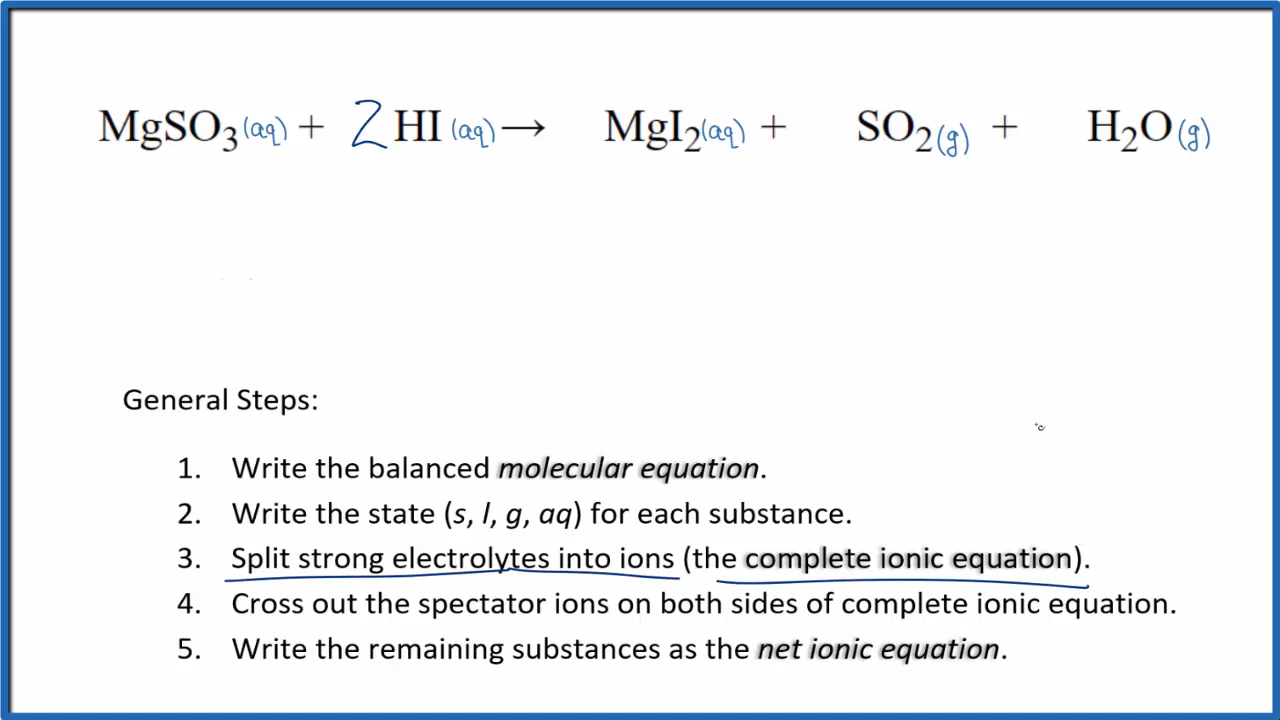 MgSO₃(aq) + 2 HI (aq) → MgI₂(aq) + SO₂(g) + H₂O(g)
General Steps:
1. Write the balanced molecular equation.
2. Write the state (s, l, g, aq) for each substance.
3. Split strong electrolytes into ions (the complete ionic equation).
4. Cross out the spectator ions on both sides of complete ionic equation.
5. Write the remaining substances as the net ionic equation.